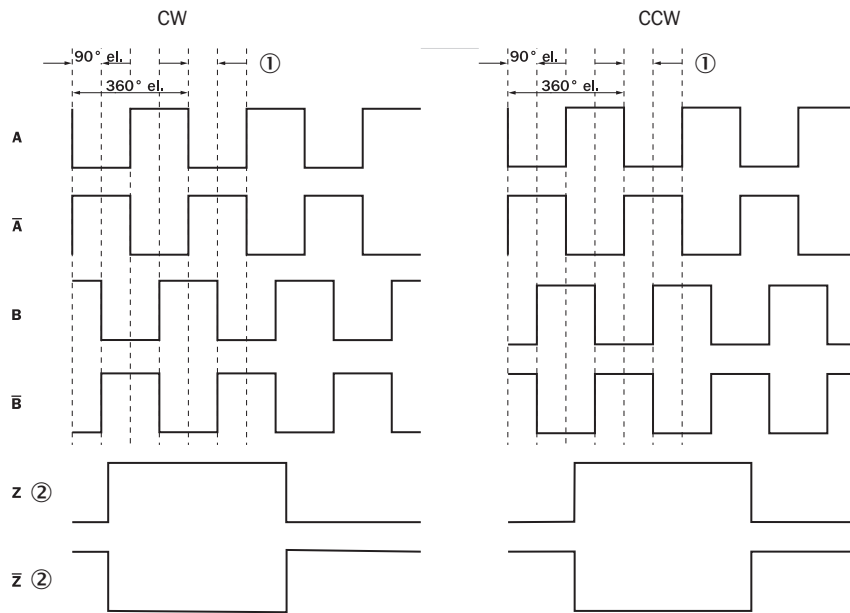 CW CCW
90° el. ① 90° el. ①
360° el. 360° el.
A
A̅
B
B̅
Z ②
Z̅ ②